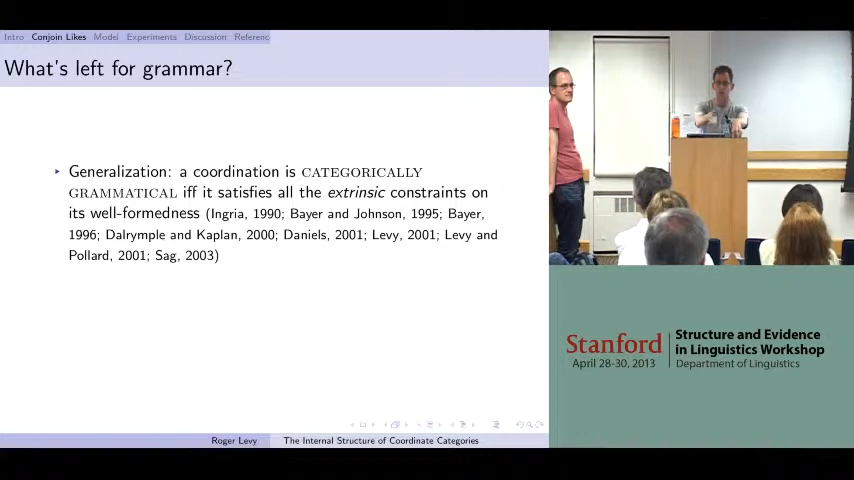 Intro Conjoin Likes Model Experiments Discussion Referenc
What's left for grammar?
Generalization: a coordination is CATEGORICALLY
GRAMMATICAL iff it satisfies all the extrinsic constraints on
its well-formedness (Ingria, 1990; Bayer and Johnson, 1995; Bayer,
1996; Dalrymple and Kaplan, 2000; Daniels, 2001; Levy, 2001; Levy and
Pollard, 2001; Sag, 2003)
Roger Levy The Internal Structure of Coordinate Categories
Stanford
April 28-30, 2013
Structure and Evidence
in Linguistics Workshop
Department of Linguistics